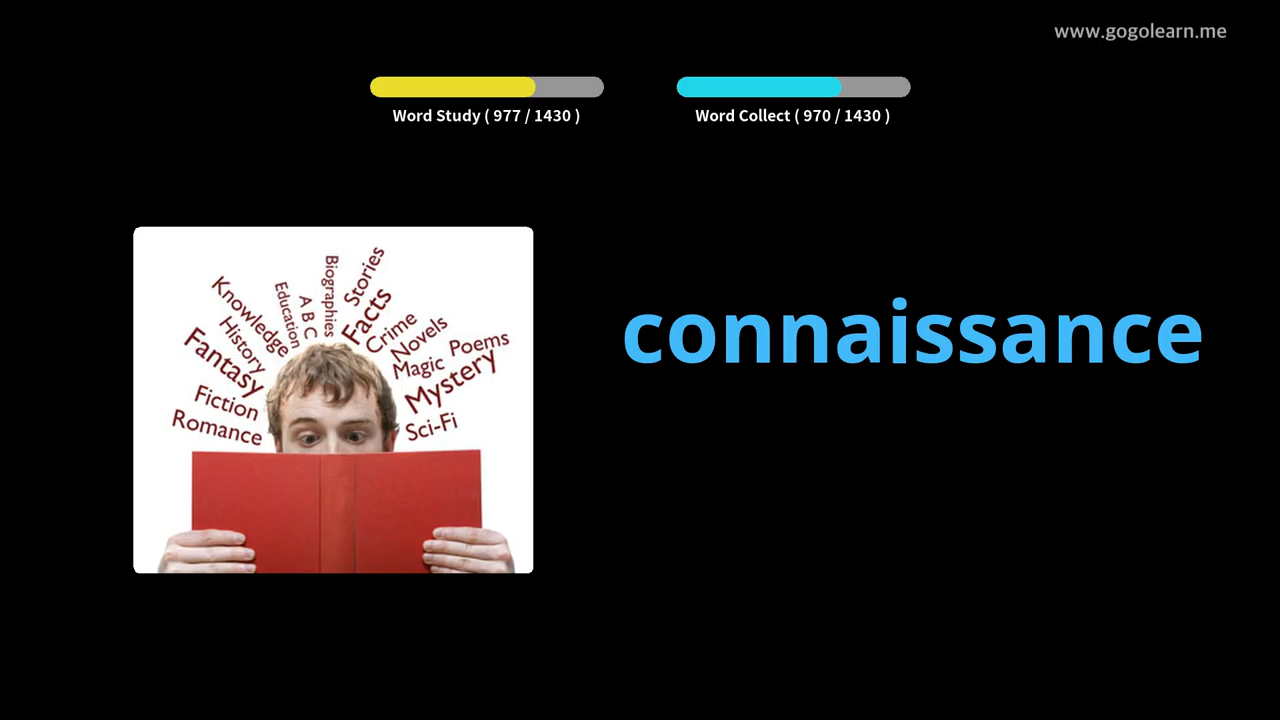 www.gogolearn.me
Word Study ( 977 / 1430 )
Word Collect ( 970 / 1430 )
connaissance
Romance
Fiction
Fantasy
History
Knowledge
Education
A B C
Biographies
Stories
Facts
Crime
Novels
Magic
Poems
Mystery
Sci-Fi